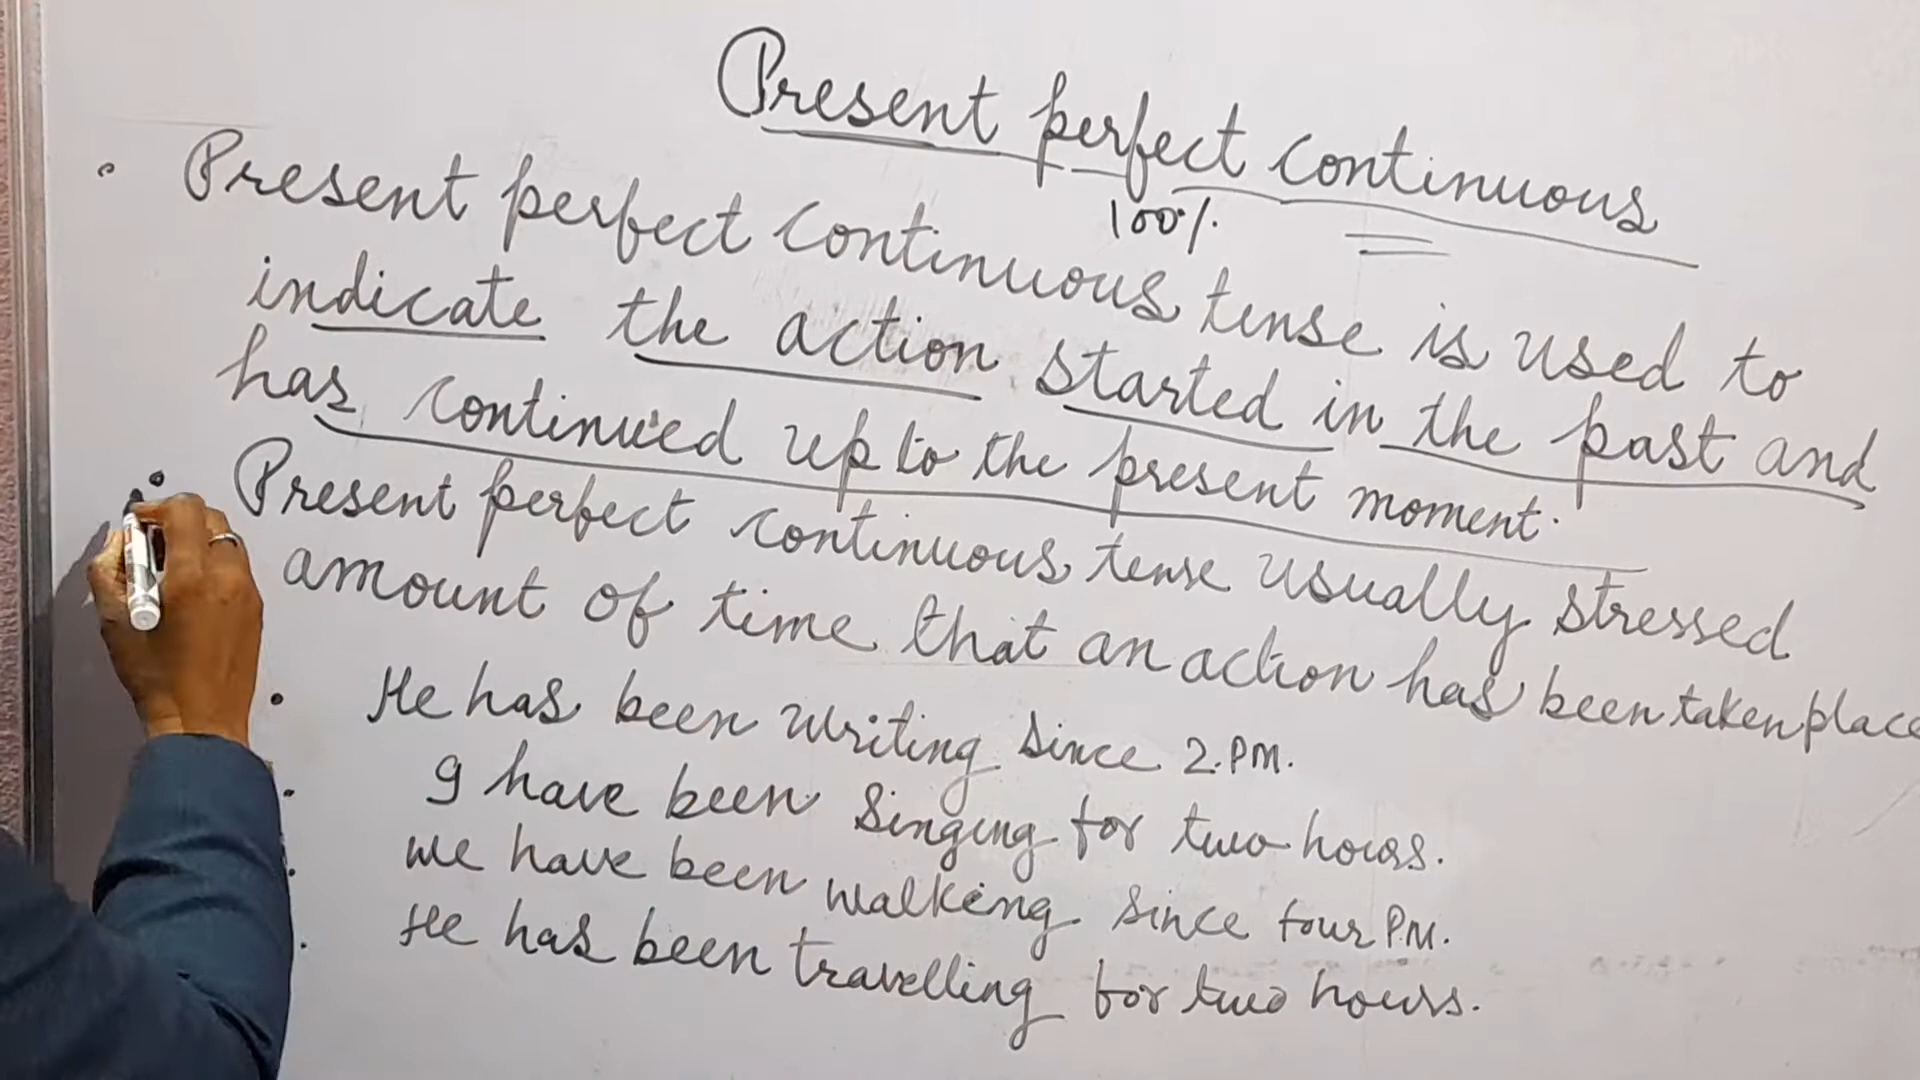 Present perfect continuous
100%.
Present perfect continuous tense is used to
indicate the action started in the past and
has continued up to the present moment.
Present perfect continuous tense usually stressed
amount of time that an action has been taken place
He has been writing since 2.PM.
I have been singing for two hours.
we have been walking since four P.M.
He has been travelling for two hours.